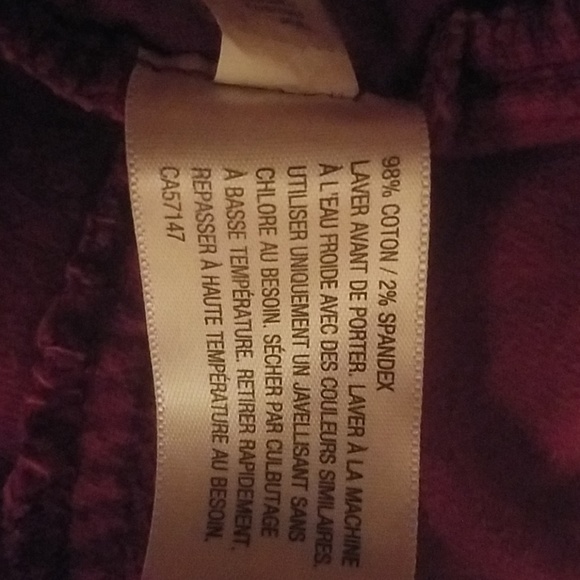 98% COTON / 2% SPANDEX
LAVER AVANT DE PORTER. LAVER À LA MACHINE
À L'EAU FROIDE AVEC DES COULEURS SIMILAIRES.
UTILISER UNIQUEMENT UN JAVELLISANT SANS
CHLORE AU BESOIN. SÉCHER PAR CULBUTAGE
À BASSE TEMPÉRATURE. RETIRER RAPIDEMENT.
REPASSER À HAUTE TEMPÉRATURE AU BESOIN.
CA57147